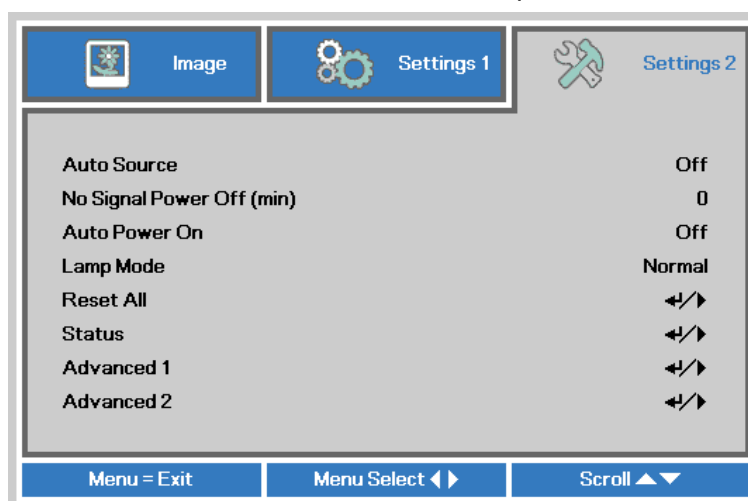 Image
Settings 1
Settings 2
Auto Source Off
No Signal Power Off (min) 0
Auto Power On Off
Lamp Mode Normal
Reset All ↵/▶
Status ↵/▶
Advanced 1 ↵/▶
Advanced 2 ↵/▶
Menu = Exit
Menu Select ◀▶
Scroll ▲▼